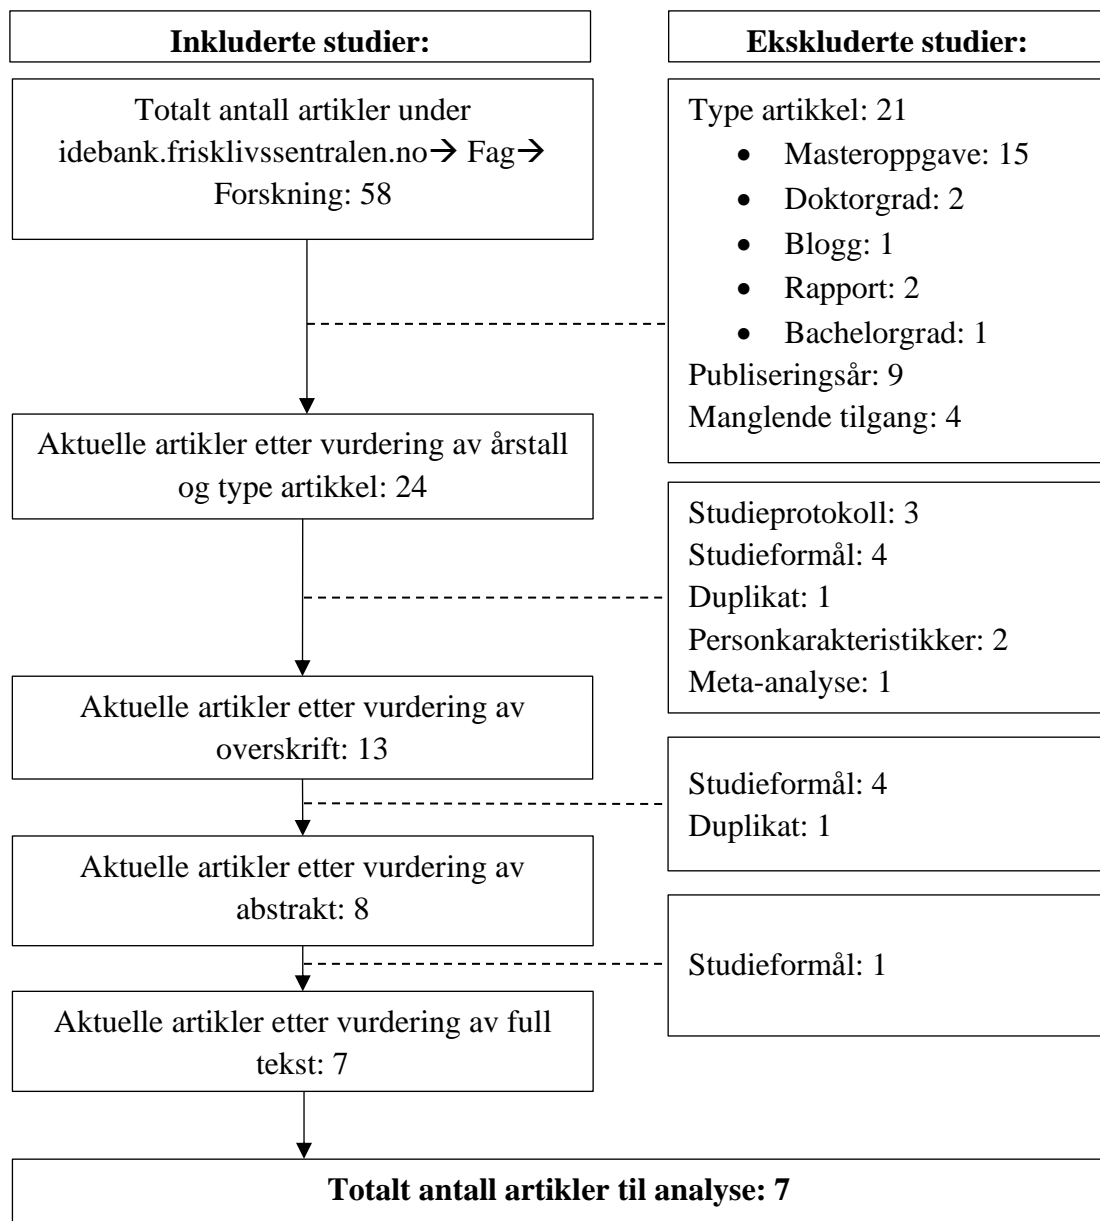 Inkluderte studier:
Ekskluderte studier:
Totalt antall artikler under
idebank.frisklivssentralen.no→ Fag→
Forskning: 58
Type artikkel: 21
• Masteroppgave: 15
• Doktorgrad: 2
• Blogg: 1
• Rapport: 2
• Bachelorgrad: 1
Publiseringsår: 9
Manglende tilgang: 4
Aktuelle artikler etter vurdering av årstall
og type artikkel: 24
Studieprotokoll: 3
Studieformål: 4
Duplikat: 1
Personkarakteristikker: 2
Meta-analyse: 1
Aktuelle artikler etter vurdering av
overskrift: 13
Studieformål: 4
Duplikat: 1
Aktuelle artikler etter vurdering av
abstrakt: 8
Studieformål: 1
Aktuelle artikler etter vurdering av full
tekst: 7
Totalt antall artikler til analyse: 7